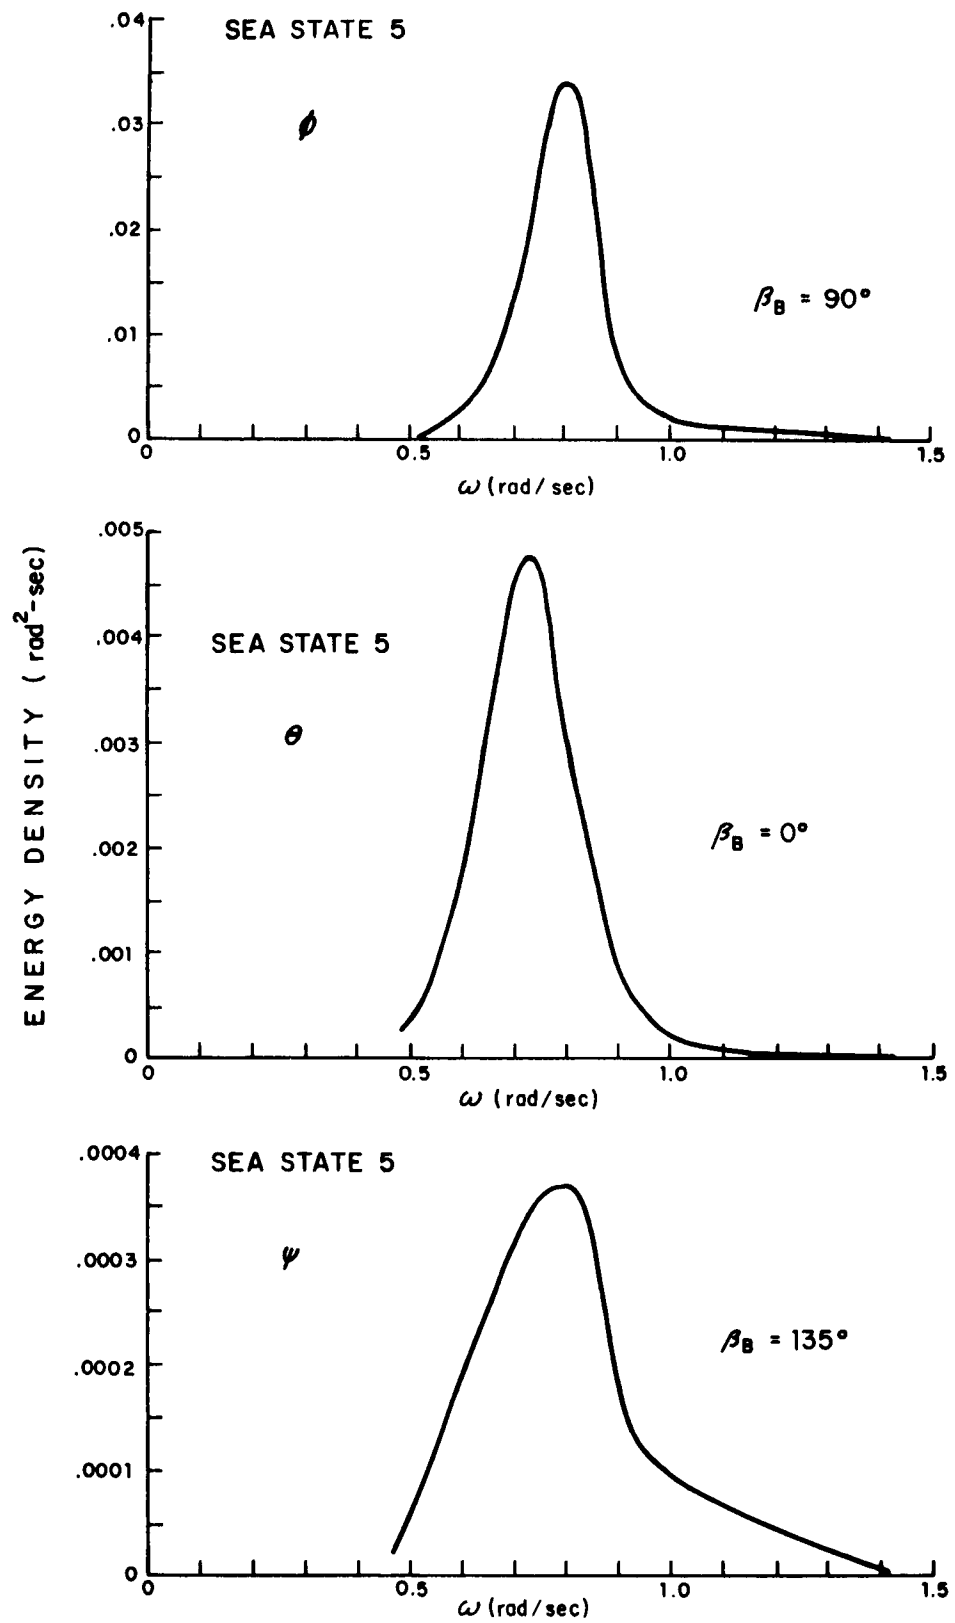 SEA STATE 5
.04
.03
.02
.01
0
ϕ
β_B = 90°
0 0.5 1.0 1.5
ω (rad/sec)
ENERGY DENSITY (rad²-sec)
.005
.004
.003
.002
.001
0
SEA STATE 5
θ
β_B = 0°
0 0.5 1.0 1.5
ω (rad/sec)
.0004
.0003
.0002
.0001
0
SEA STATE 5
ψ
β_B = 135°
0 0.5 1.0 1.5
ω (rad/sec)